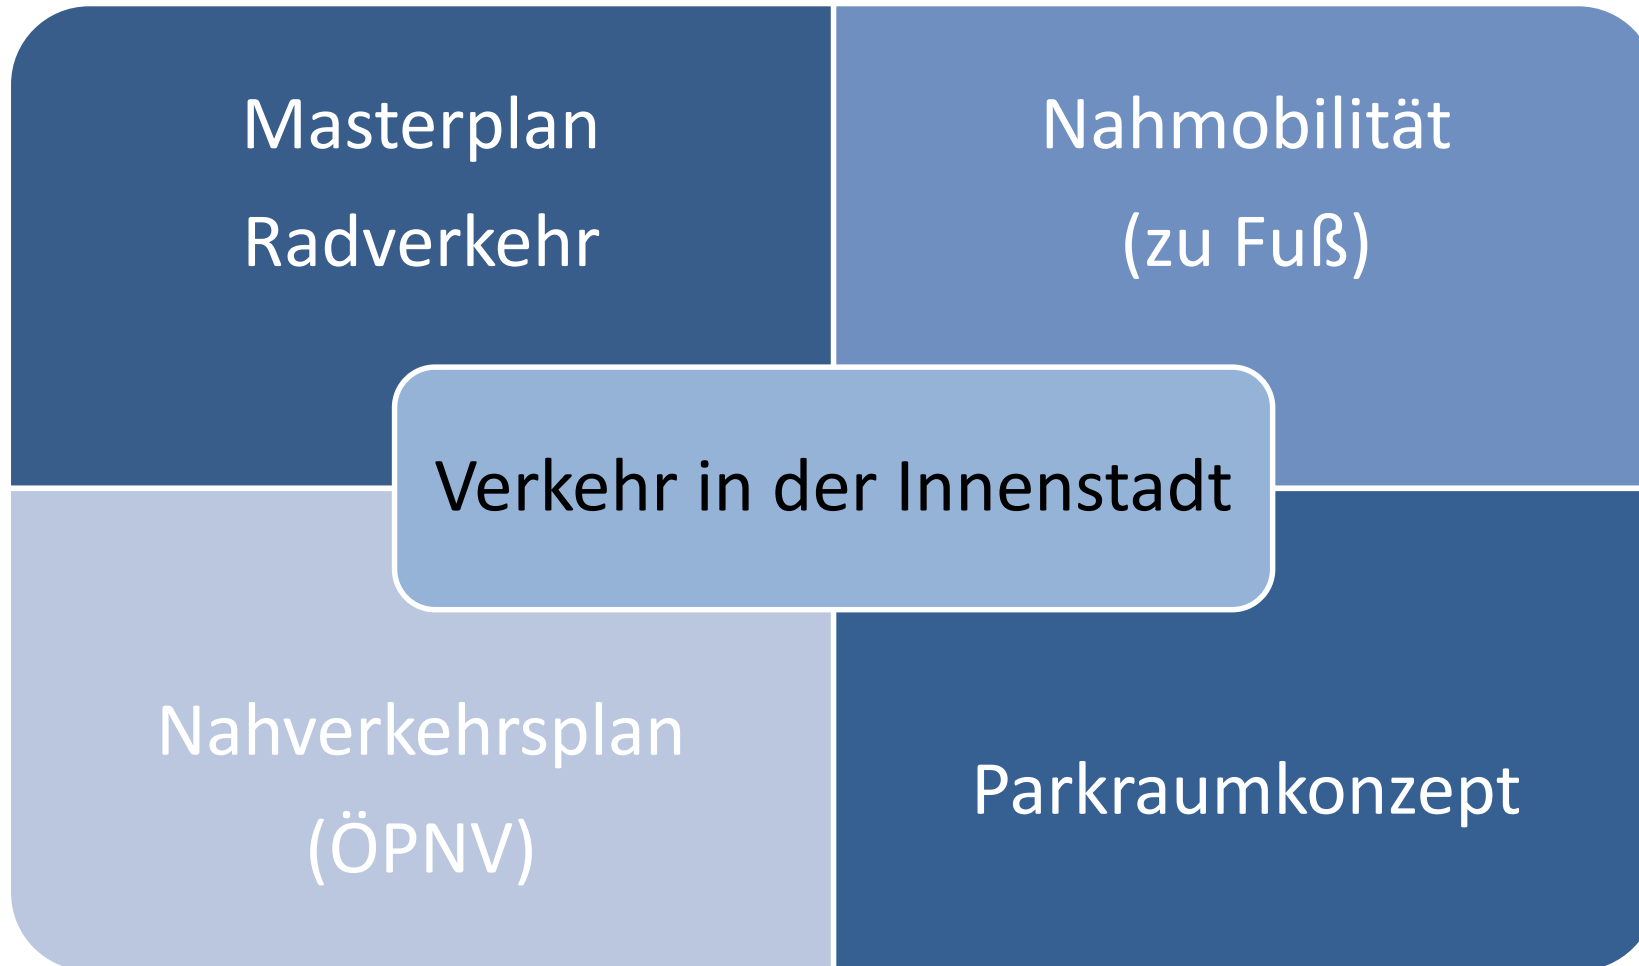 Masterplan
Radverkehr
Nahmobilität
(zu Fuß)
Verkehr in der Innenstadt
Nahverkehrsplan
(ÖPNV)
Parkraumkonzept